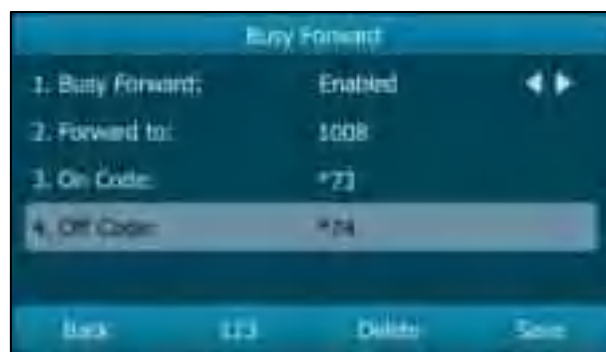 Busy Forward
1. Busy Forward: Enabled
2. Forward to: 1008
3. On Code: *73
4. Off Code: *74
Back 123 Delete Save